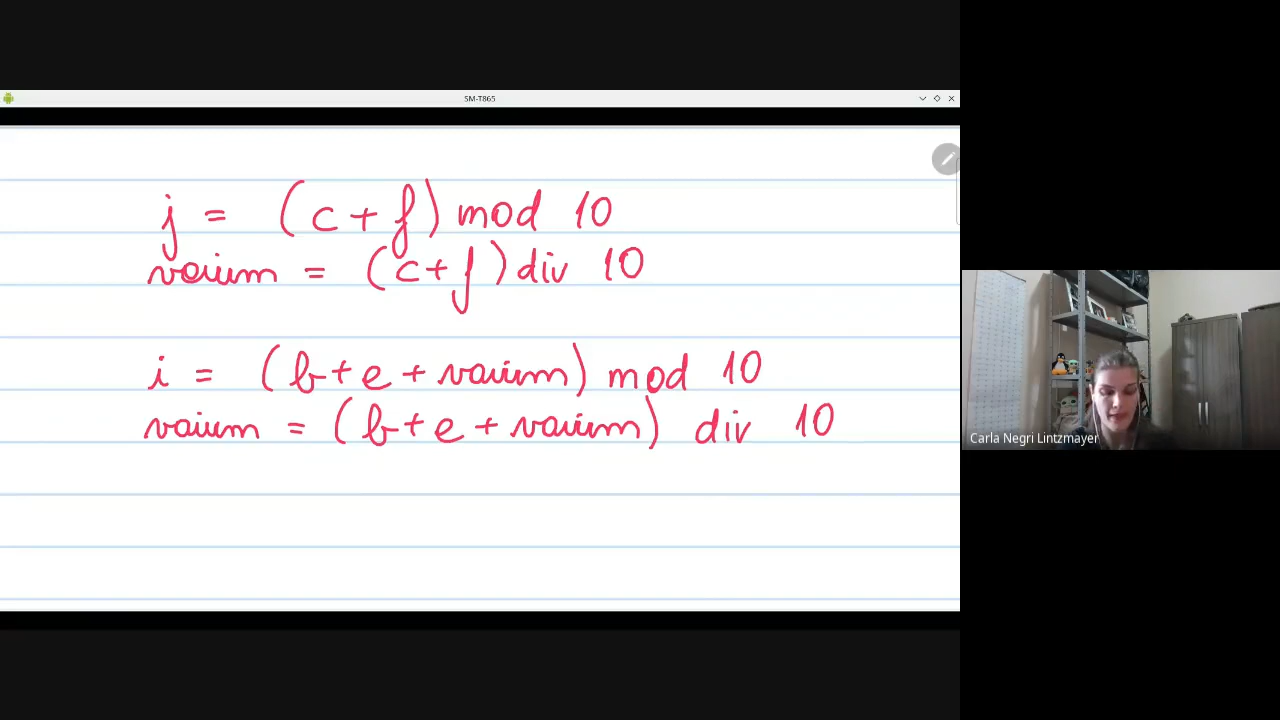 SM-T865
j = (c + f) mod 10
vaium = (c + f) div 10
i = (b + e + vaium) mod 10
vaium = (b + e + vaium) div 10
Carla Negri Lintzmayer